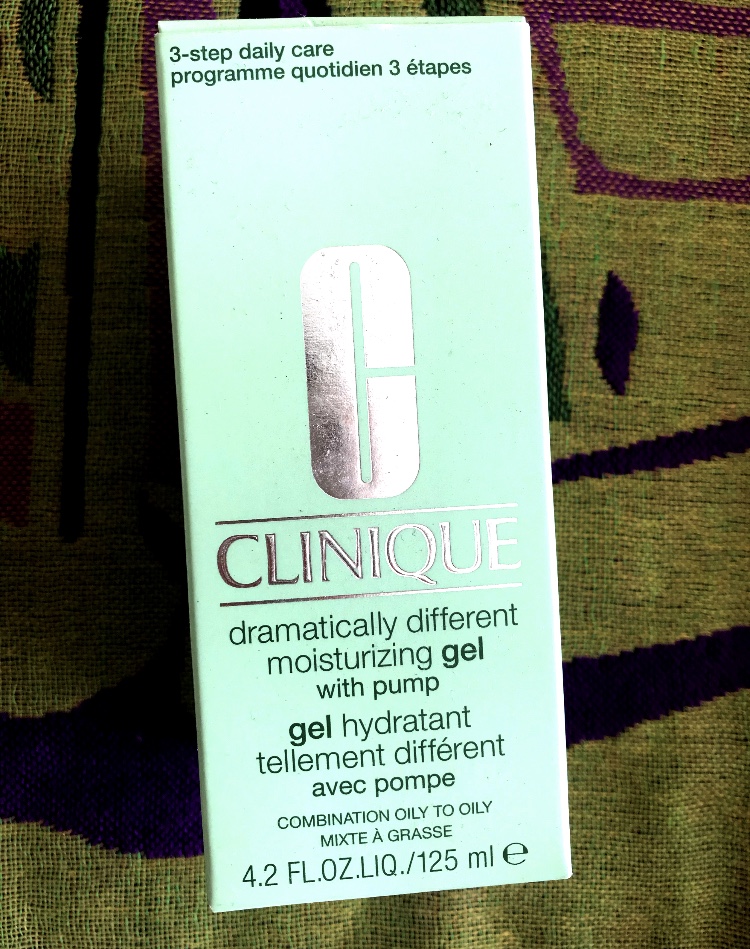 3-step daily care
programme quotidien 3 étapes
C
CLINIQUE
dramatically different
moisturizing gel
with pump
gel hydratant
tellement différent
avec pompe
COMBINATION OILY TO OILY
MIXTE À GRASSE
4.2 FL.OZ.LIQ./125 ml ℮